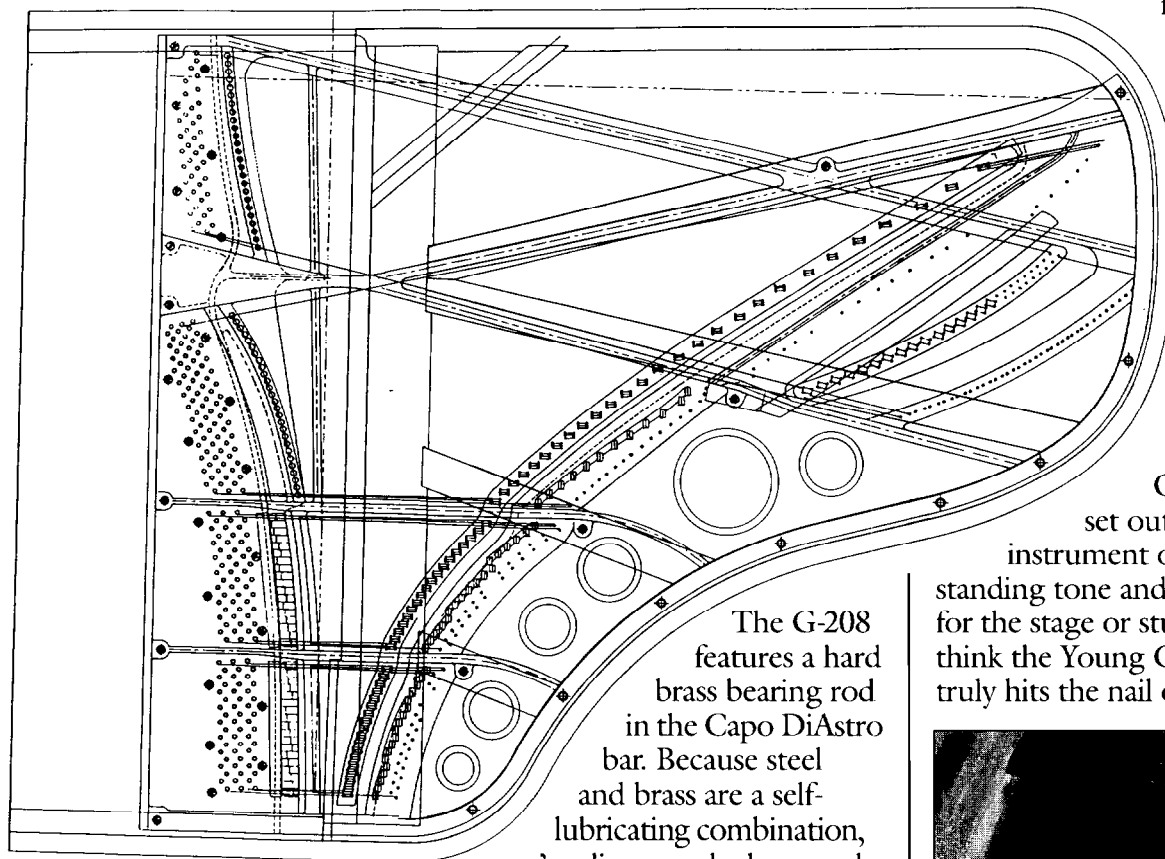 The G-208
features a hard
brass bearing rod
in the Capo DiAstro
bar. Because steel
and brass are a self-
lubricating combination,
set out
instrument o
standing tone and
for the stage or stu
think the Young C
truly hits the nail o